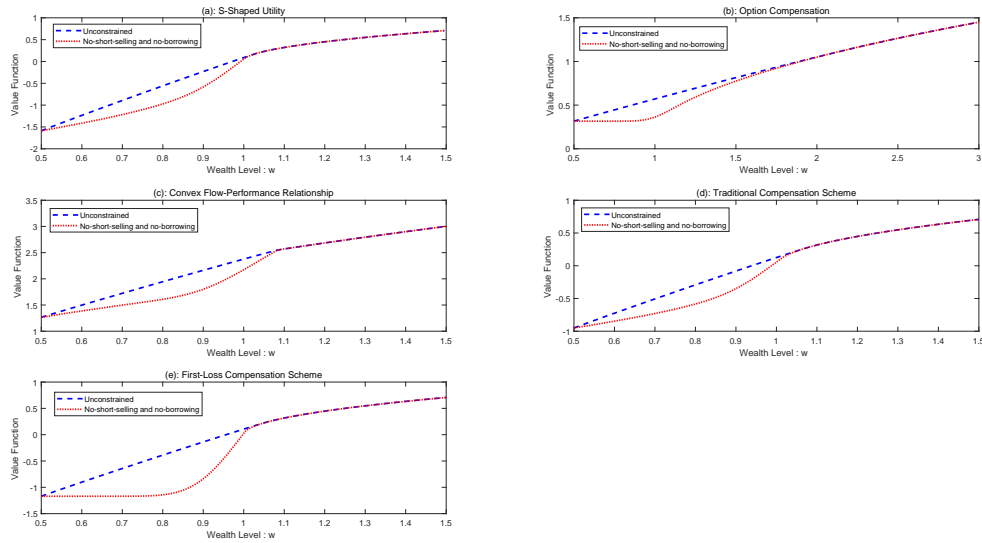 (a): S-Shaped Utility
Value Function
1
0.5
0
-0.5
-1
-1.5
-2
Unconstrained
No-short-selling and no-borrowing
0.5 0.6 0.7 0.8 0.9 1 1.1 1.2 1.3 1.4 1.5
Wealth Level : w
(b): Option Compensation
Value Function
1.5
1
0.5
0
Unconstrained
No-short-selling and no-borrowing
0.5 1 1.5 2 2.5 3
Wealth Level : w
(c): Convex Flow-Performance Relationship
Value Function
3.5
3
2.5
2
1.5
1
Unconstrained
No-short-selling and no-borrowing
0.5 0.6 0.7 0.8 0.9 1 1.1 1.2 1.3 1.4 1.5
Wealth Level : w
(d): Traditional Compensation Scheme
Value Function
1
0.5
0
-0.5
-1
Unconstrained
No-short-selling and no-borrowing
0.5 0.6 0.7 0.8 0.9 1 1.1 1.2 1.3 1.4 1.5
Wealth Level : w
(e): First-Loss Compensation Scheme
Value Function
1
0.5
0
-0.5
-1
-1.5
Unconstrained
No-short-selling and no-borrowing
0.5 0.6 0.7 0.8 0.9 1 1.1 1.2 1.3 1.4 1.5
Wealth Level : w